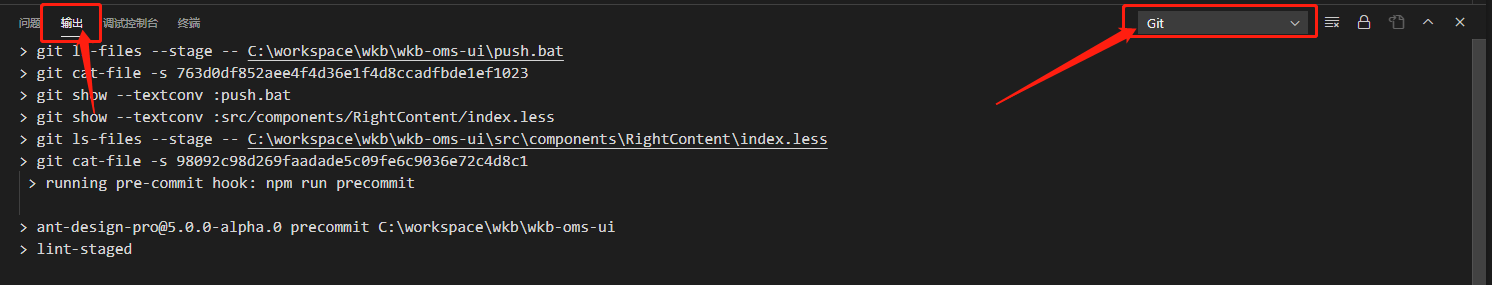 问题 输出 调试控制台 终端 Git
> git ls-files --stage -- C:\workspace\wkb\wkb-oms-ui\push.bat
> git cat-file -s 763d0df852aee4f4d36e1f4d8ccadfbde1ef1023
> git show --textconv :push.bat
> git show --textconv :src/components/RightContent/index.less
> git ls-files --stage -- C:\workspace\wkb\wkb-oms-ui\src\components\RightContent\index.less
> git cat-file -s 98092c98d269faadade5c09fe6c9036e72c4d8c1
> running pre-commit hook: npm run precommit
> ant-design-pro@5.0.0-alpha.0 precommit C:\workspace\wkb\wkb-oms-ui
> lint-staged